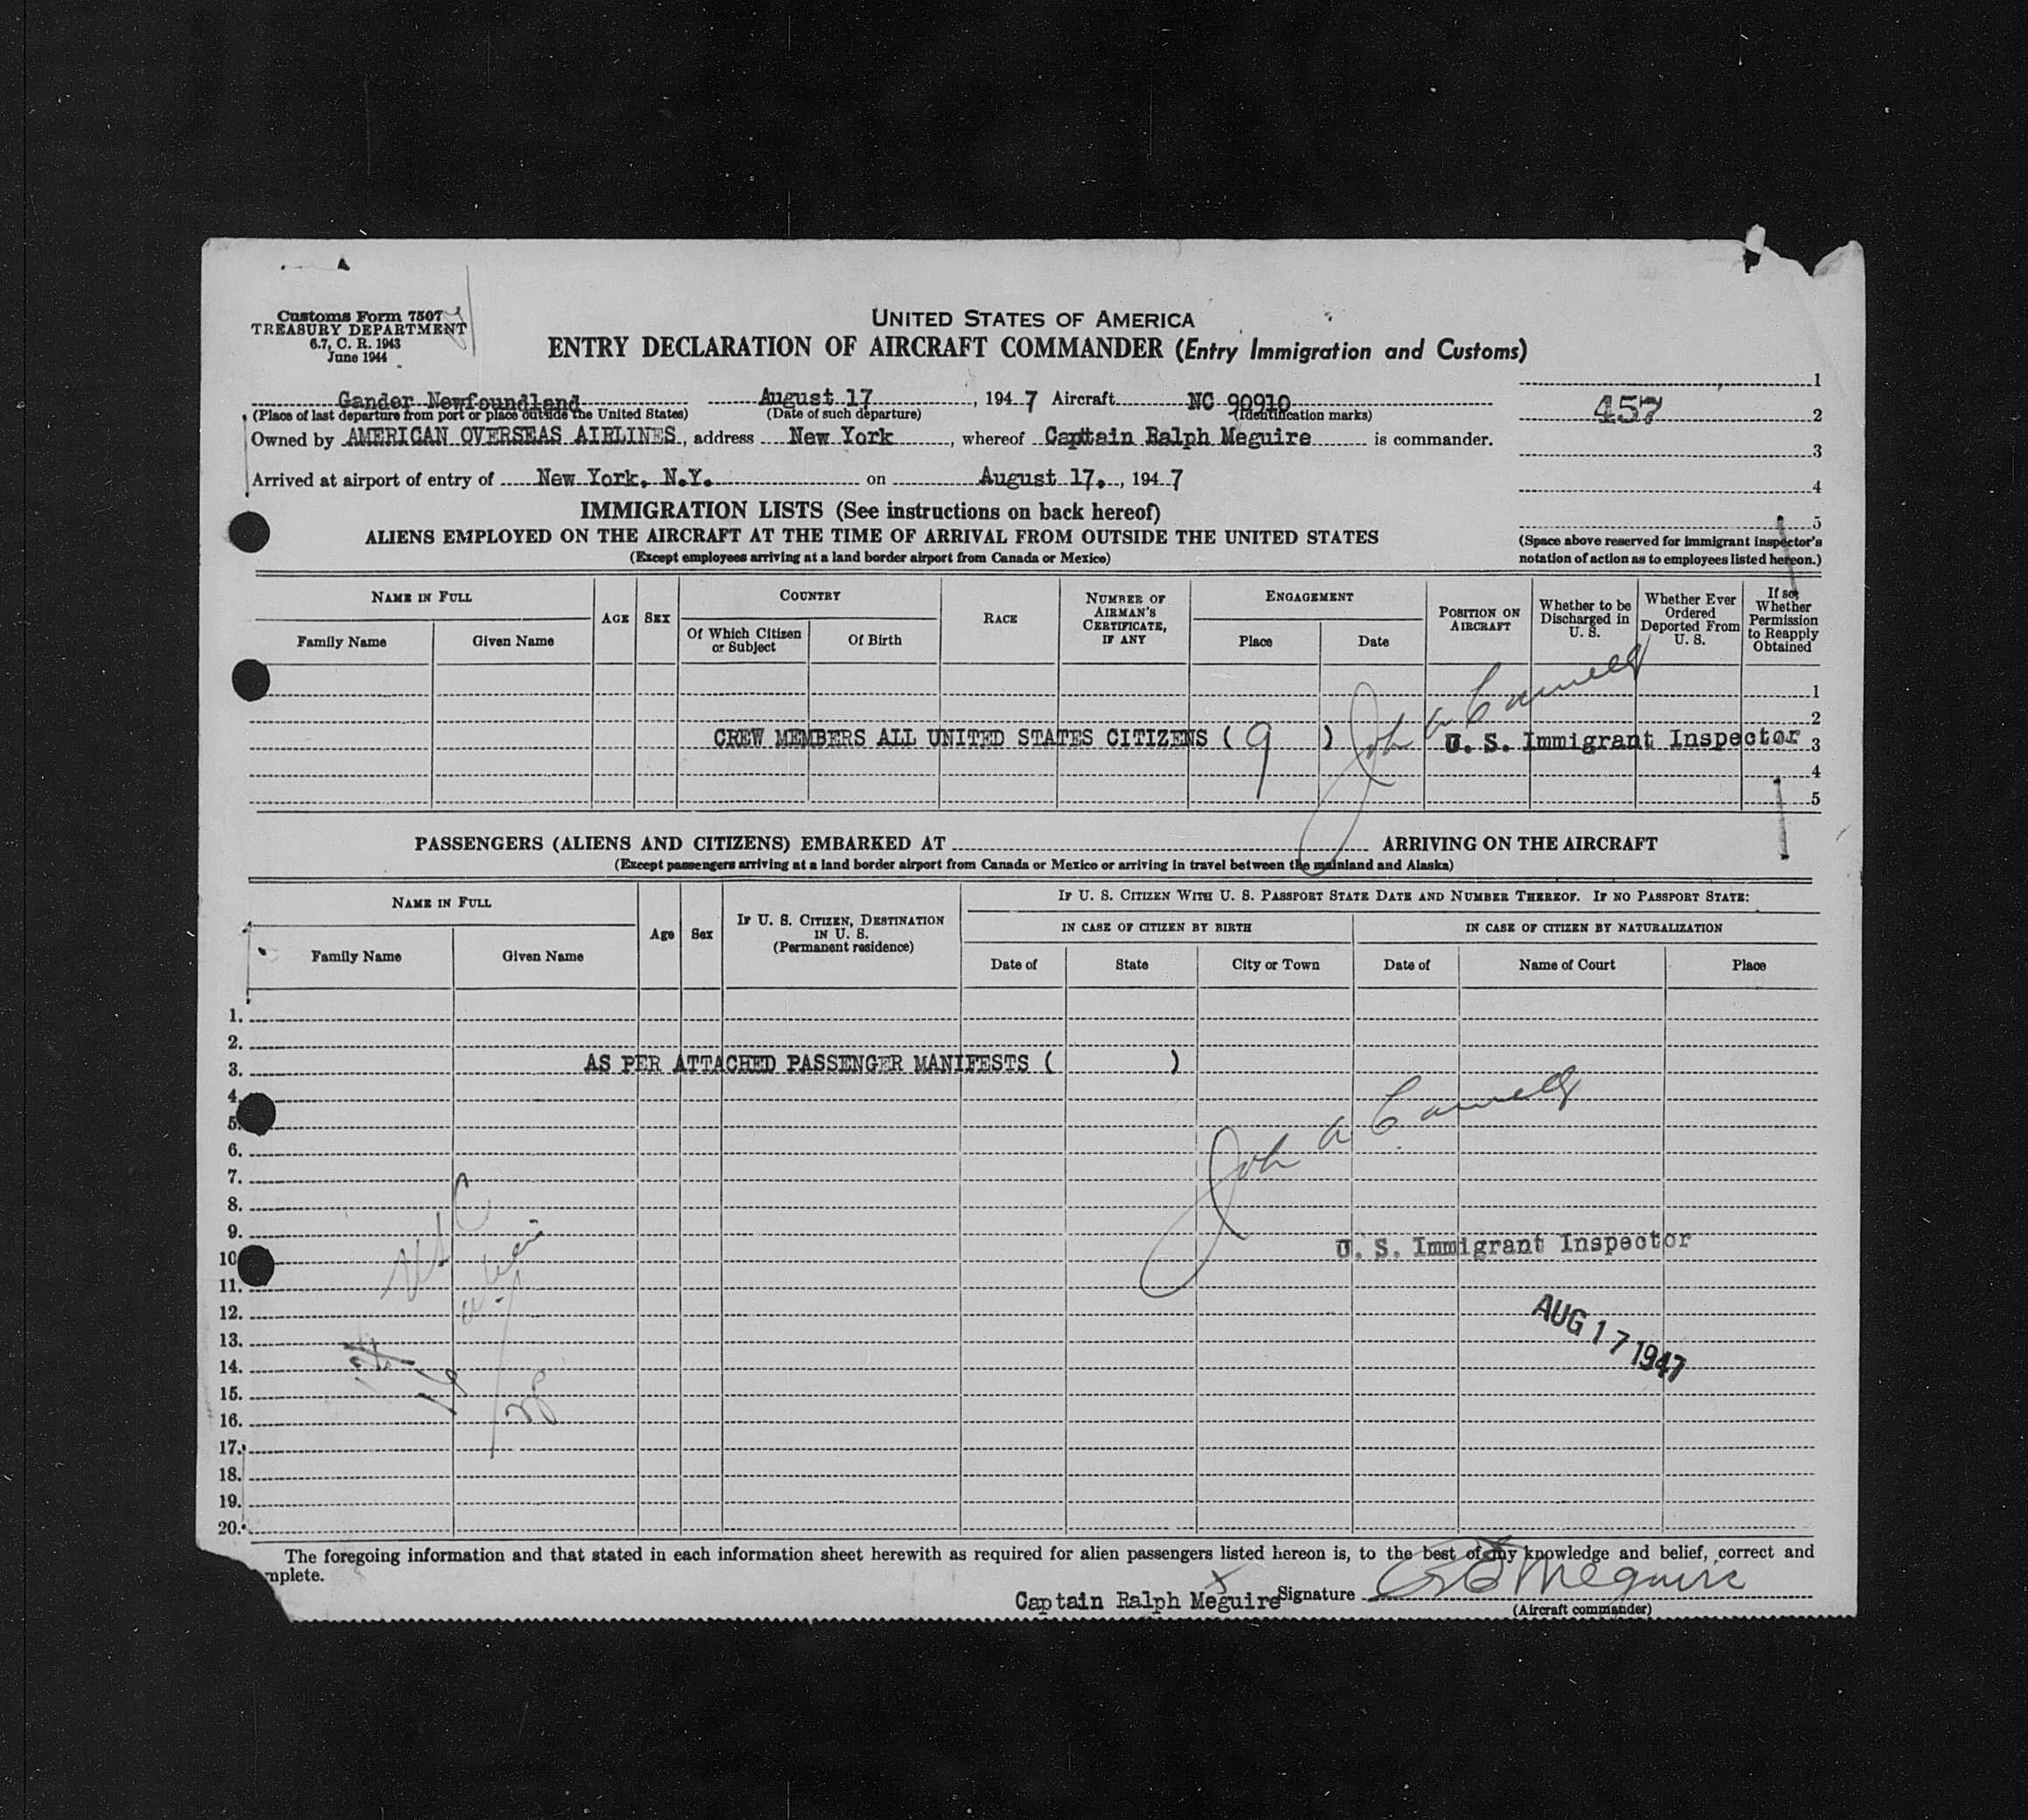 Customs Form 7507
TREASURY DEPARTMENT
6.7, C. R. 1943
June 1944
UNITED STATES OF AMERICA
ENTRY DECLARATION OF AIRCRAFT COMMANDER (Entry Immigration and Customs)
Gander Newfoundland August 17, 1947 Aircraft NC 90910
(Place of last departure from port or place outside the United States) (Date of such departure) (Identification marks)
Owned by AMERICAN OVERSEAS AIRLINES, address New York, whereof Capttain Ralph Meguire is commander.
Arrived at airport of entry of New York, N.Y. on August 17, 1947
1
457 2
3
4
5
(Space above reserved for immigrant inspector's
notation of action as to employees listed hereon.)
IMMIGRATION LISTS (See instructions on back hereof)
ALIENS EMPLOYED ON THE AIRCRAFT AT THE TIME OF ARRIVAL FROM OUTSIDE THE UNITED STATES
(Except employees arriving at a land border airport from Canada or Mexico)
NAME IN FULL
Family Name Given Name
AGE SEX
COUNTRY
Of Which Citizen or Subject Of Birth
RACE
NUMBER OF AIRMAN'S CERTIFICATE, IF ANY
ENGAGEMENT
Place Date
POSITION ON AIRCRAFT
Whether to be Discharged in U. S.
Whether Ever Ordered Deported From U. S.
If so, Whether Permission to Reapply Obtained
1
2
CREW MEMBERS ALL UNITED STATES CITIZENS ( 9 ) John A U. S. Immigrant Inspector 3
4
5
PASSENGERS (ALIENS AND CITIZENS) EMBARKED AT ARRIVING ON THE AIRCRAFT
(Except passengers arriving at a land border airport from Canada or Mexico or arriving in travel between the mainland and Alaska)
NAME IN FULL
Family Name Given Name
Age Sex
IF U. S. CITIZEN, DESTINATION IN U. S. (Permanent residence)
IF U. S. CITIZEN WITH U. S. PASSPORT STATE DATE AND NUMBER THEREOF. IF NO PASSPORT STATE:
IN CASE OF CITIZEN BY BIRTH IN CASE OF CITIZEN BY NATURALIZATION
Date of State City or Town Date of Name of Court Place
1.
2.
3. AS PER ATTACHED PASSENGER MANIFESTS ( )
4.
5.
6.
John A
7.
8.
9.
U. S. Immigrant Inspector
10
11.
12.
AUG 17 1947
13.
14.
15.
16.
17.
18.
19.
20.
The foregoing information and that stated in each information sheet herewith as required for alien passengers listed hereon is, to the best of my knowledge and belief, correct and
mplete.
Captain Ralph Meguire Signature R E Meguire
(Aircraft commander)